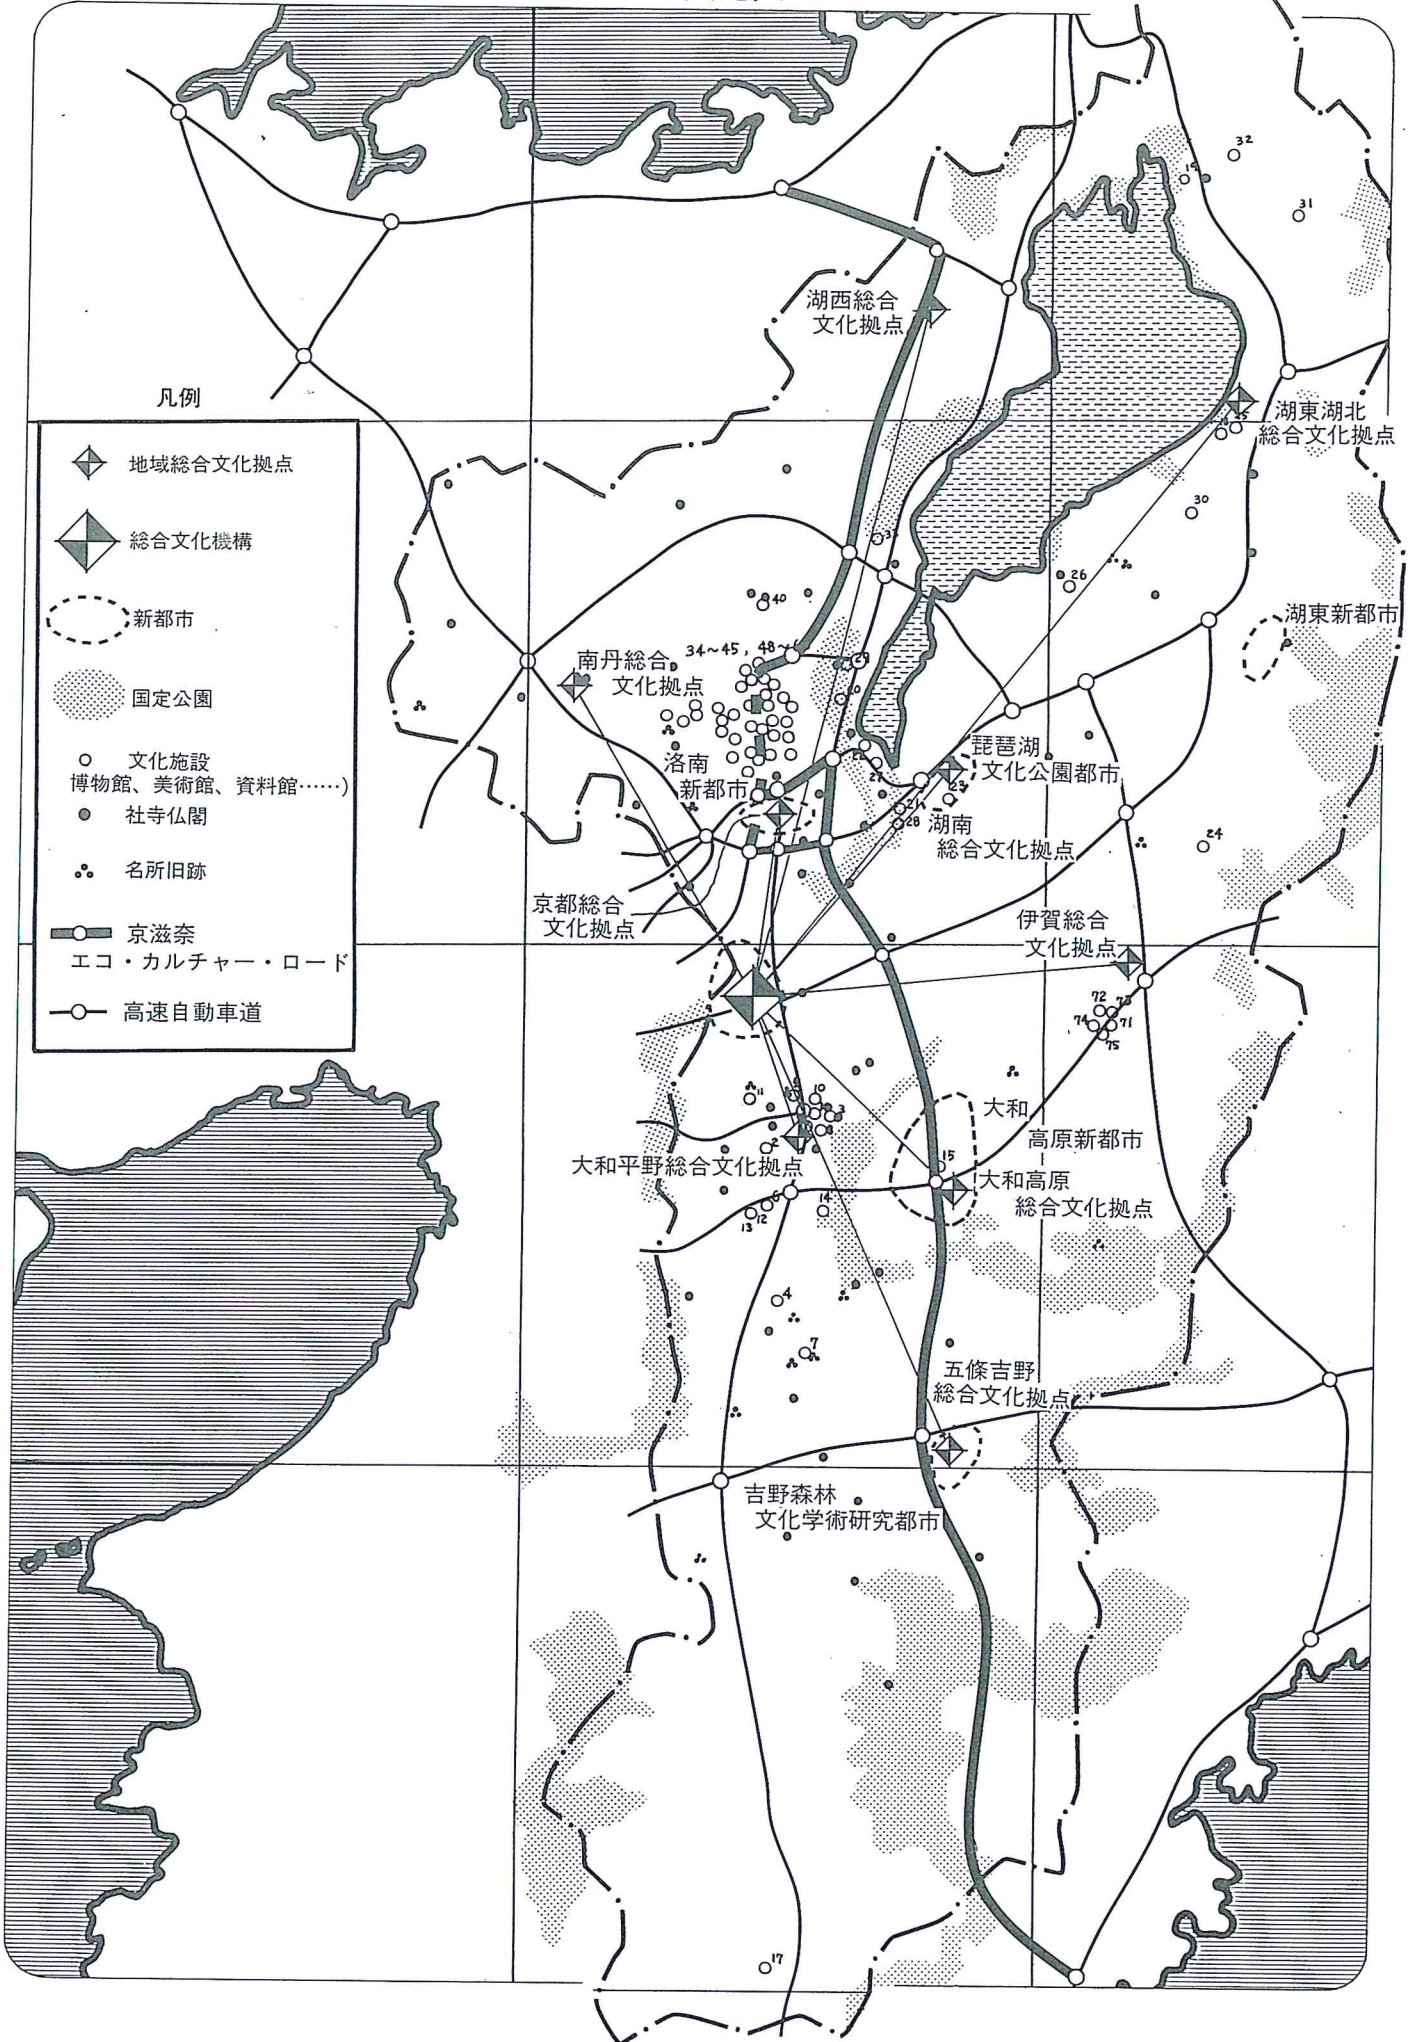 32
19
31
湖西総合
文化拠点
凡例
地域総合文化拠点
総合文化機構
新都市
国定公園
文化施設
博物館、美術館、資料館……)
社寺仏閣
名所旧跡
京滋奈
エコ・カルチャー・ロード
高速自動車道
湖東湖北
総合文化拠点
30
26
40
湖東新都市
34～45, 48～
南丹総合
文化拠点
洛南
新都市
琵琶湖
文化公園都市
27
23
21
28
湖南
総合文化拠点
24
京都総合
文化拠点
伊賀総合
文化拠点
72
73
74
71
75
11
10
3
2
大和
高原新都市
大和平野総合文化拠点
15
大和高原
総合文化拠点
6
12
13
14
4
7
五條吉野
総合文化拠点
吉野森林
文化学術研究都市
17